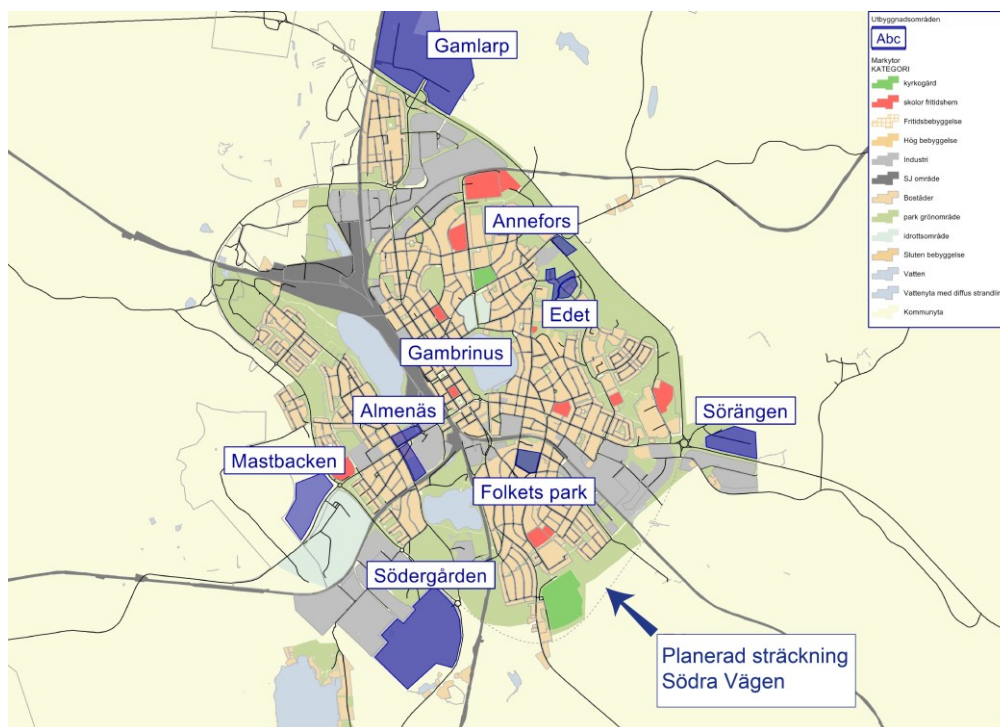 Gamlarp
Annefors
Edet
Gambrinus
Almenäs
Sörängen
Mastbacken
Folkets park
Södergården
Planerad sträckning
Södra Vägen
Utbyggnadsområden
Abc
Markytor
KATEGORI
kyrkogård
skolor fritidshem
Fritidsbebyggelse
Hög bebyggelse
Industri
SJ område
Bostäder
park grönområde
idrottsområde
Sluten bebyggelse
Vatten
Vattenyta med diffus strandlin
Kommunyta